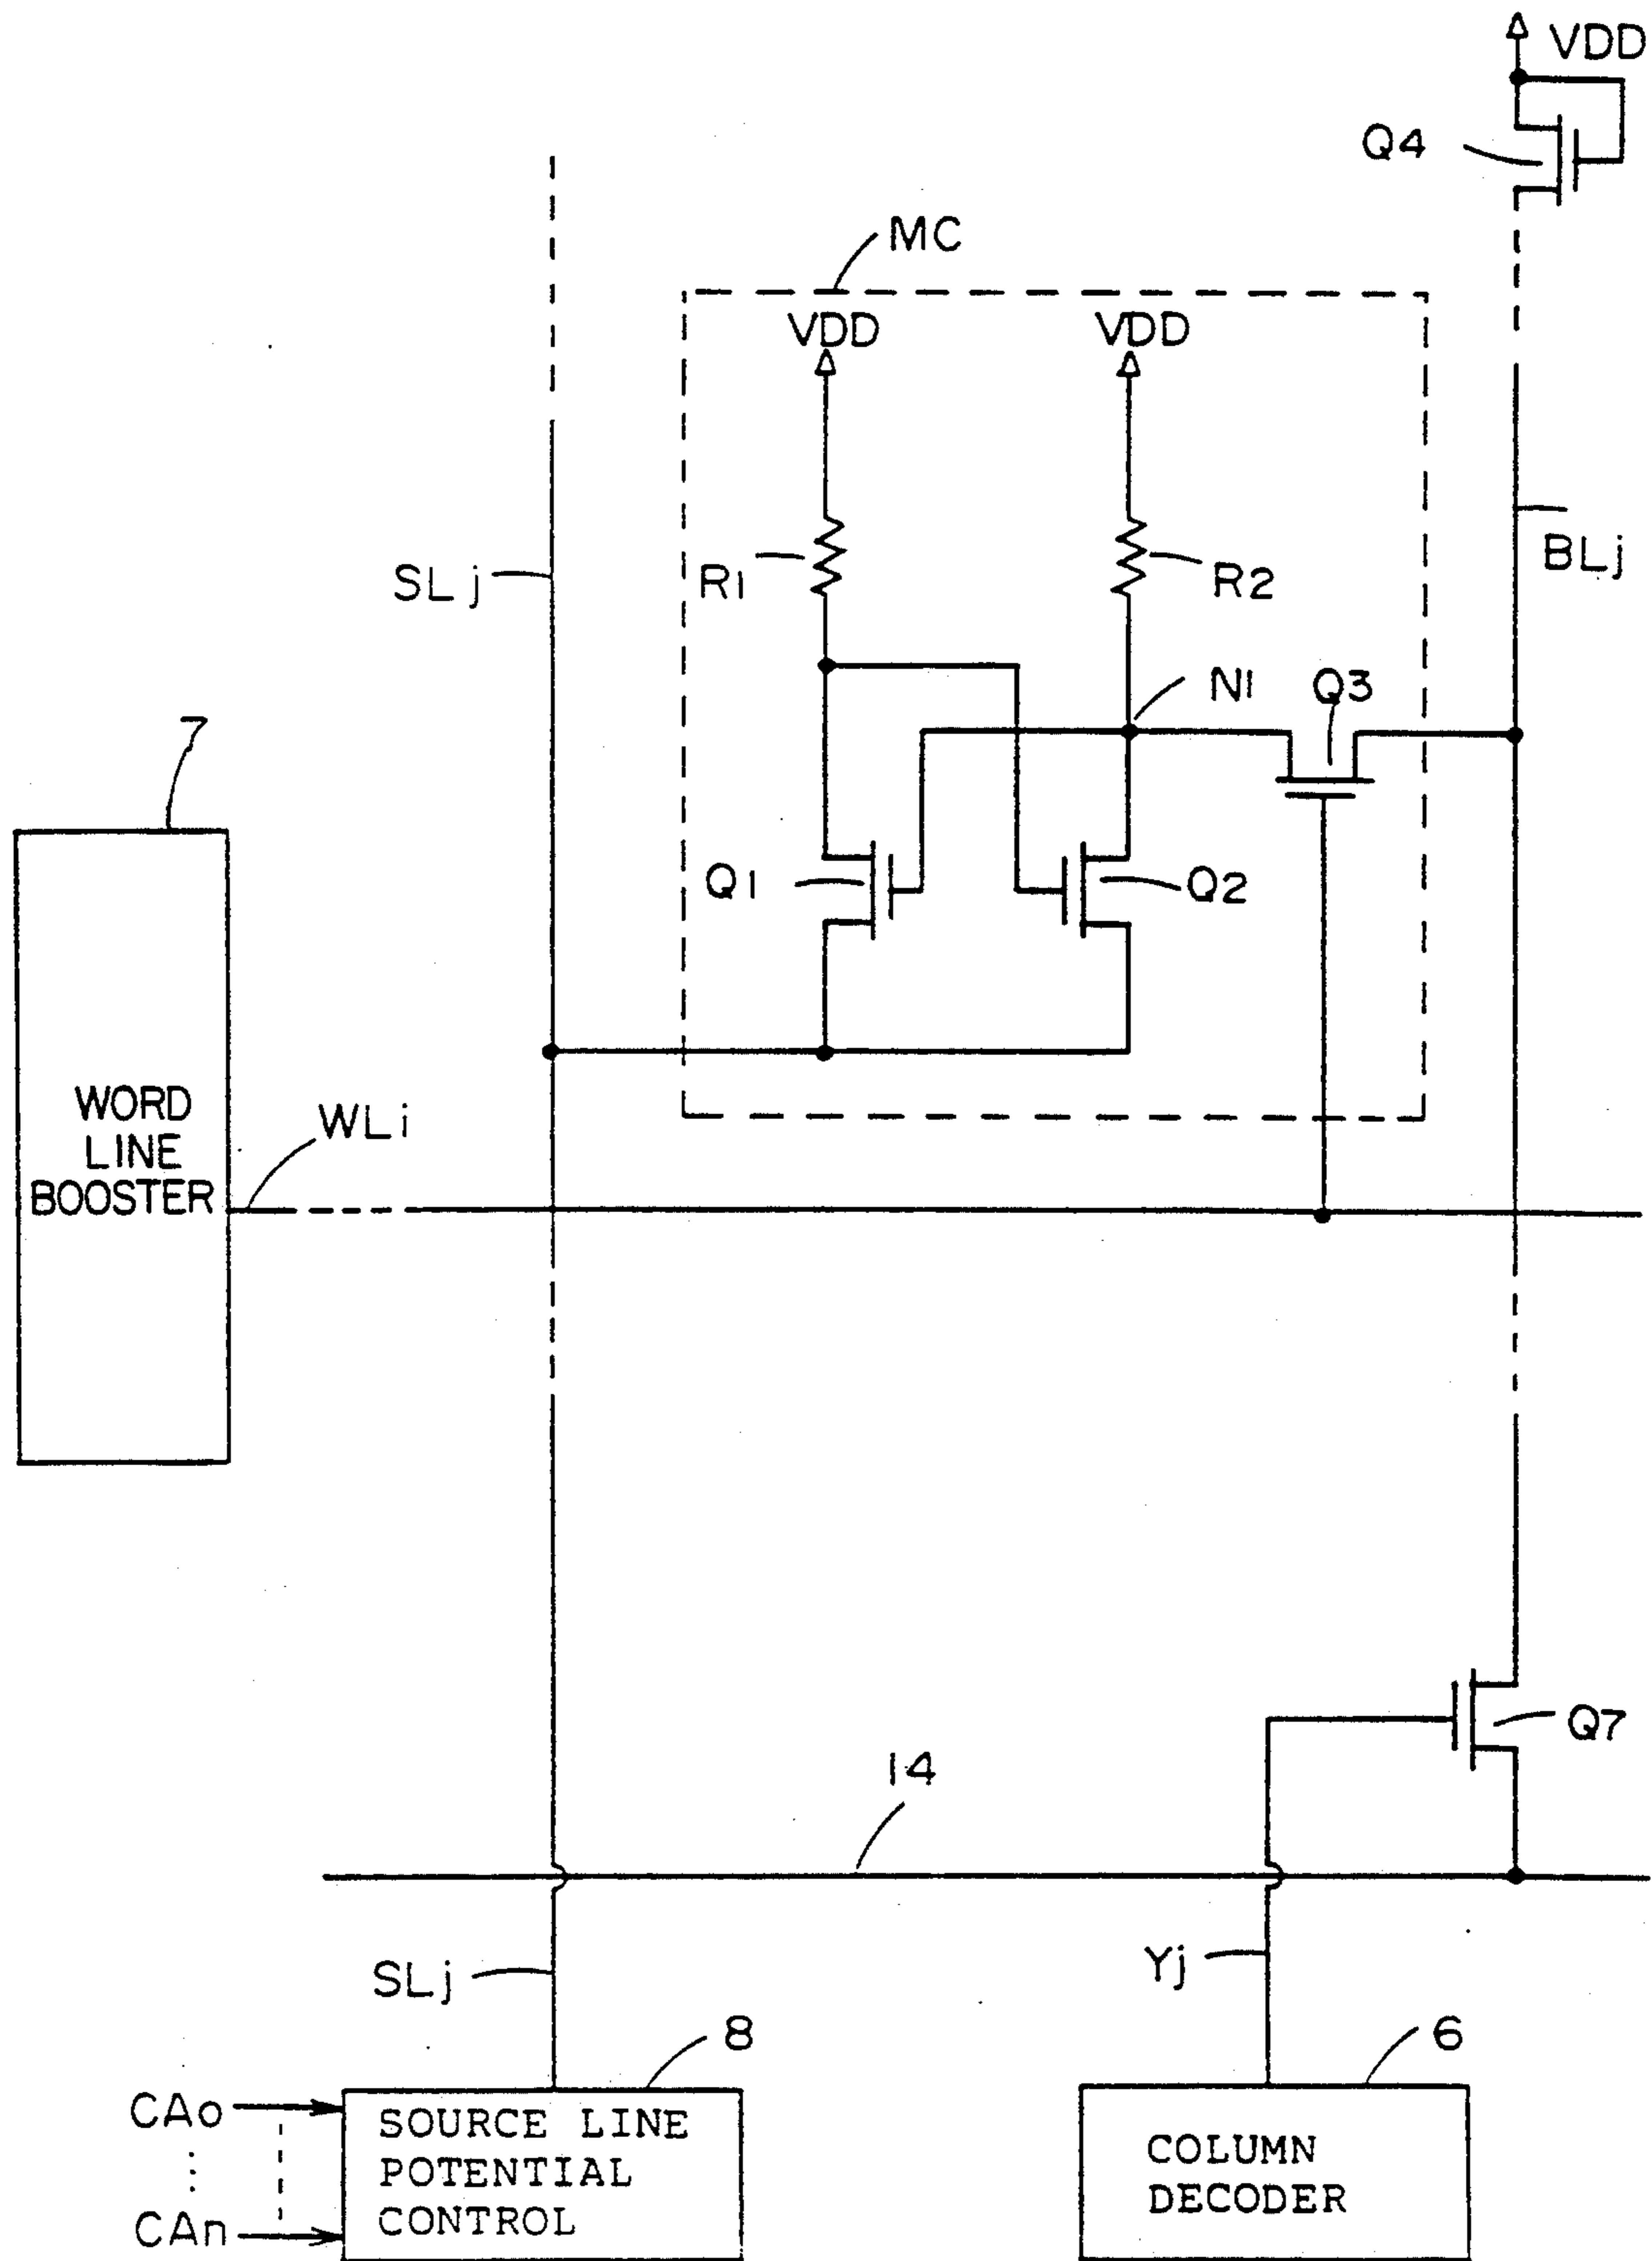 VDD
Q4
MC
VDD
VDD
SLj
R1
R2
BLj
N1
Q3
7
Q1
Q2
WORD
LINE
BOOSTER
WLi
Q7
14
Yj
SLj
8
6
CAo
SOURCE LINE
POTENTIAL
CONTROL
CAn
COLUMN
DECODER